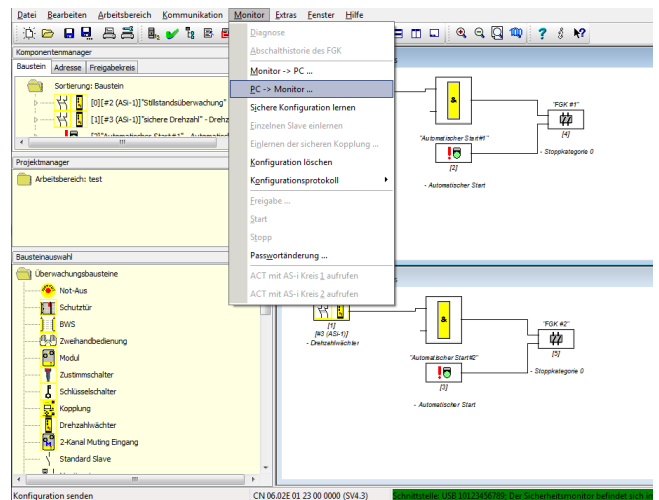 Datei Bearbeiten Arbeitsbereich Kommunikation Monitor Extras Fenster Hilfe
Komponentenmanager
Baustein Adresse Freigabekreis
Sortierung: Baustein
[0][#2 (ASi-1)]"Stillstandsüberwachung"
[1][#3 (ASi-1)]"sichere Drehzahl" - Drehz
Projektmanager
Arbeitsbereich: test
Bausteinauswahl
Überwachungsbausteine
Not-Aus
Schutztür
BWS
Zweihandbedienung
Modul
Zustimmschalter
Schlüsselschalter
Kopplung
Drehzahlwächter
2-Kanal Muting Eingang
Standard Slave
Diagnose
Abschalthistorie des FGK
Monitor -> PC ...
PC -> Monitor ...
Sichere Konfiguration lernen
Einzelnen Slave einlernen
Einlernen der sicheren Kopplung ...
Konfiguration löschen
Konfigurationsprotokoll
Freigabe ...
Start
Stopp
Passwortänderung ...
ACT mit AS-i Kreis 1 aufrufen
ACT mit AS-i Kreis 2 aufrufen
&
"FGK #1"
[4]
"Automatischer Start#1"
- Stoppkategorie 0
[2]
- Automatischer Start
[1]
[#3 (ASi-1)]
- Drehzahlwächter
&
"FGK #2"
[5]
"Automatischer Start#2"
- Stoppkategorie 0
[3]
- Automatischer Start
Konfiguration senden
CN 06.02E 01 23 00 0000 (SV4.3)
Schnittstelle: USB 10123456789; Der Sicherheitsmonitor befindet sich im